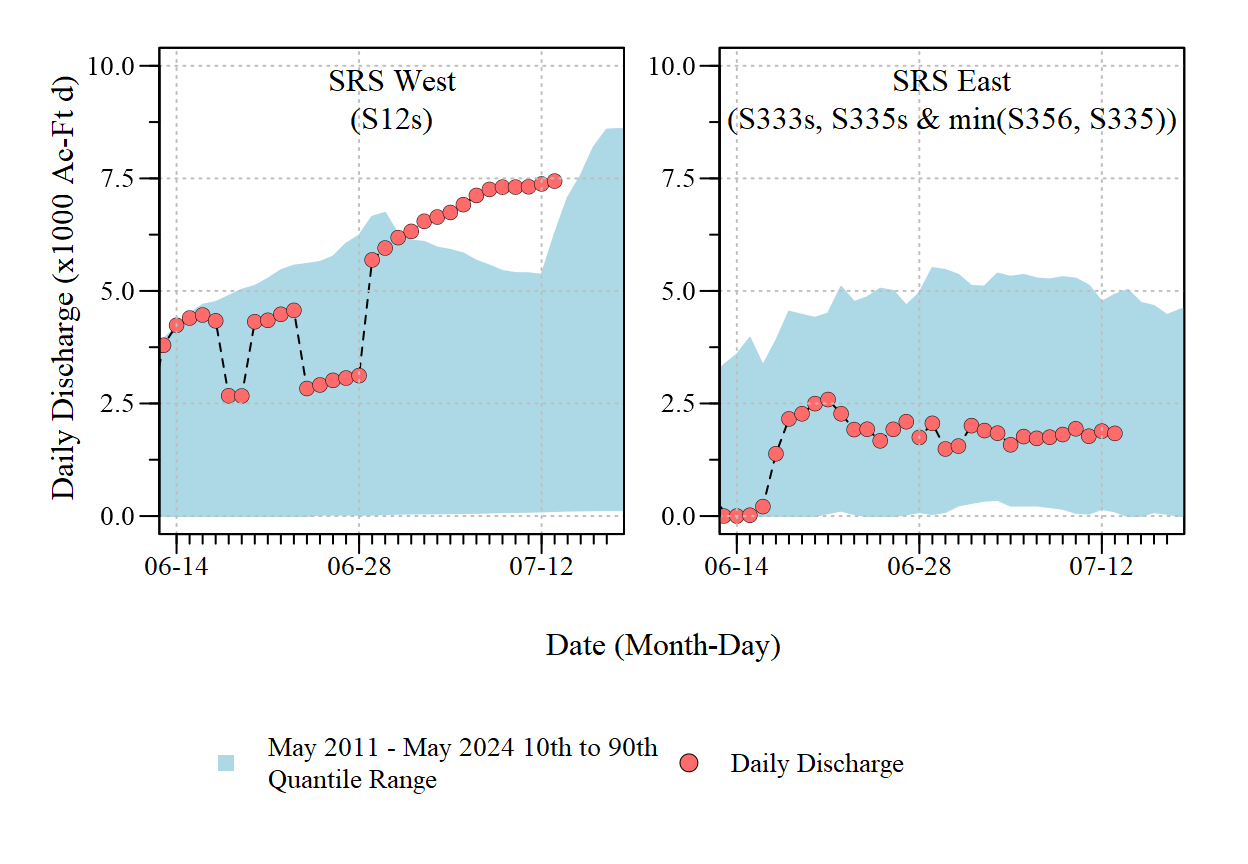 SRS West
(S12s)
SRS East
(S333s, S335s & min(S356, S335))
Daily Discharge (x1000 Ac-Ft d)
10.0
7.5
5.0
2.5
0.0
06-14
06-28
07-12
10.0
7.5
5.0
2.5
0.0
06-14
06-28
07-12
Date (Month-Day)
May 2011 - May 2024 10th to 90th
Quantile Range
Daily Discharge